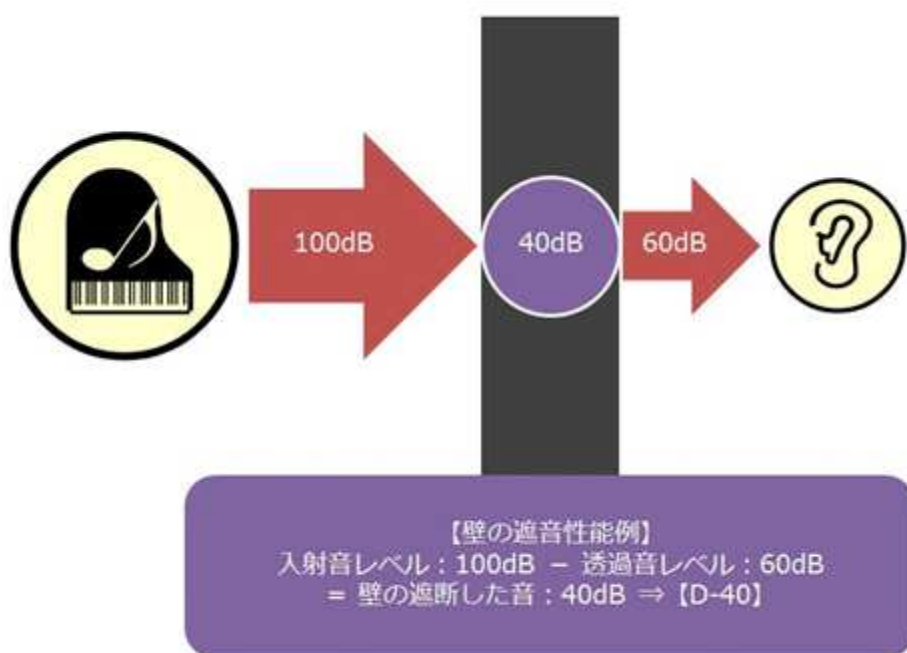 100dB
40dB
60dB
【壁の遮音性能例】
入射音レベル：100dB － 透過音レベル：60dB
= 壁の遮断した音：40dB ⇒【D-40】